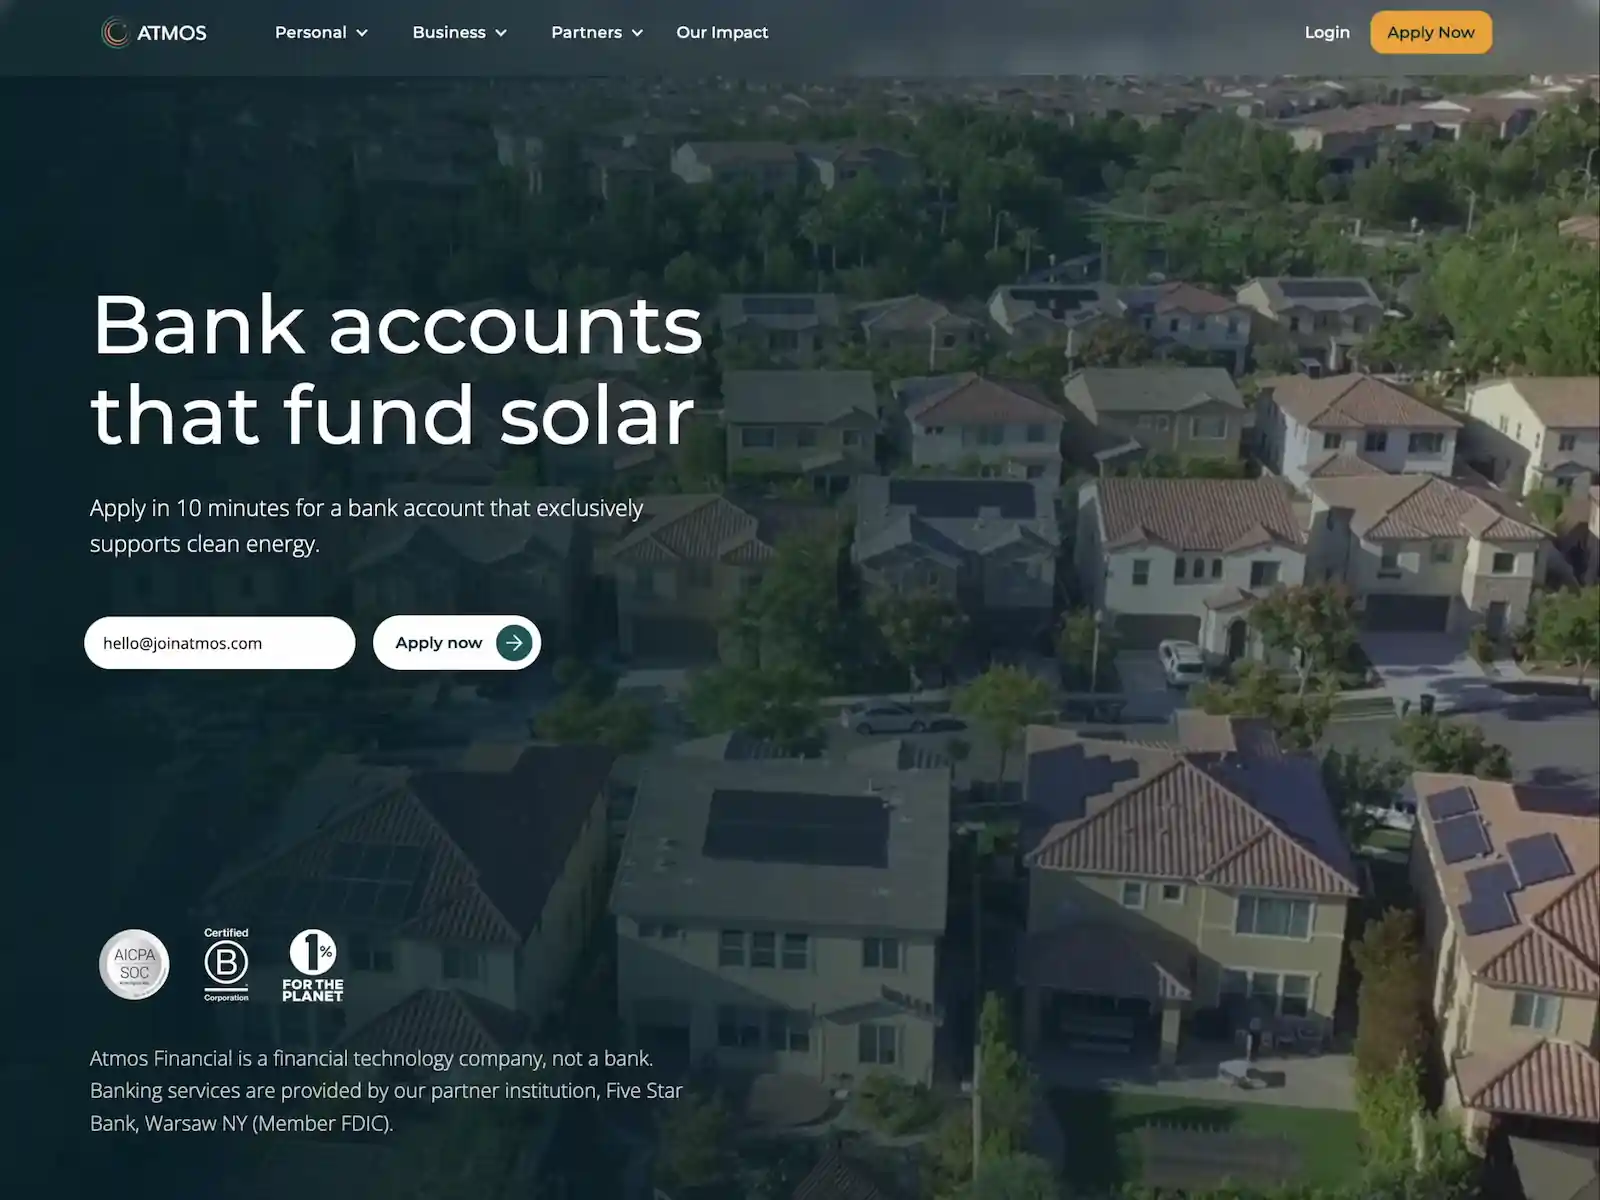 ATMOS
Personal
Business
Partners
Our Impact
Login
Apply Now
Bank accounts
that fund solar
Apply in 10 minutes for a bank account that exclusively
supports clean energy.
hello@joinatmos.com
Apply now
AICPA
SOC
Certified
B
Corporation
1%
FOR THE
PLANET
Atmos Financial is a financial technology company, not a bank.
Banking services are provided by our partner institution, Five Star
Bank, Warsaw NY (Member FDIC).